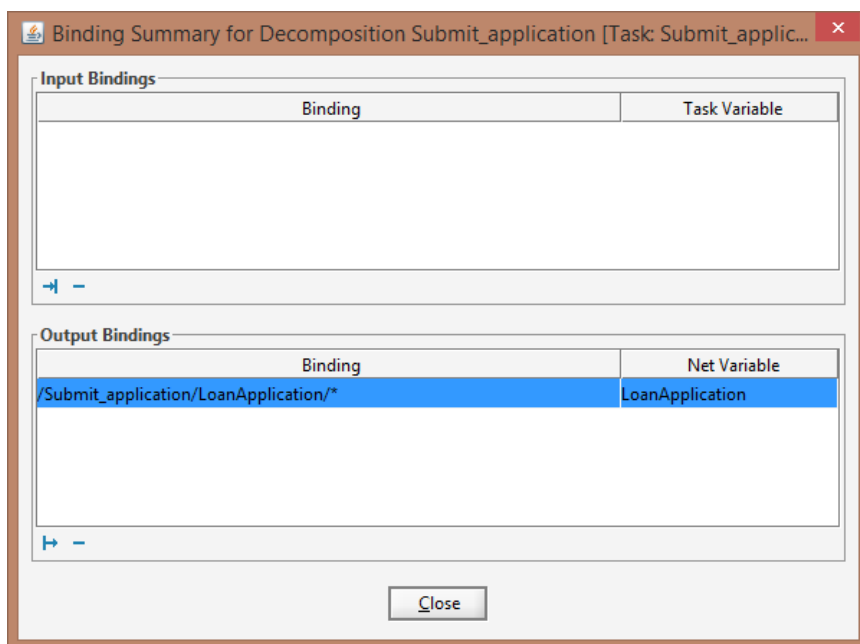 Binding Summary for Decomposition Submit_application [Task: Submit_applic...
Input Bindings
Binding Task Variable
Output Bindings
Binding Net Variable
/Submit_application/LoanApplication/* LoanApplication
Close